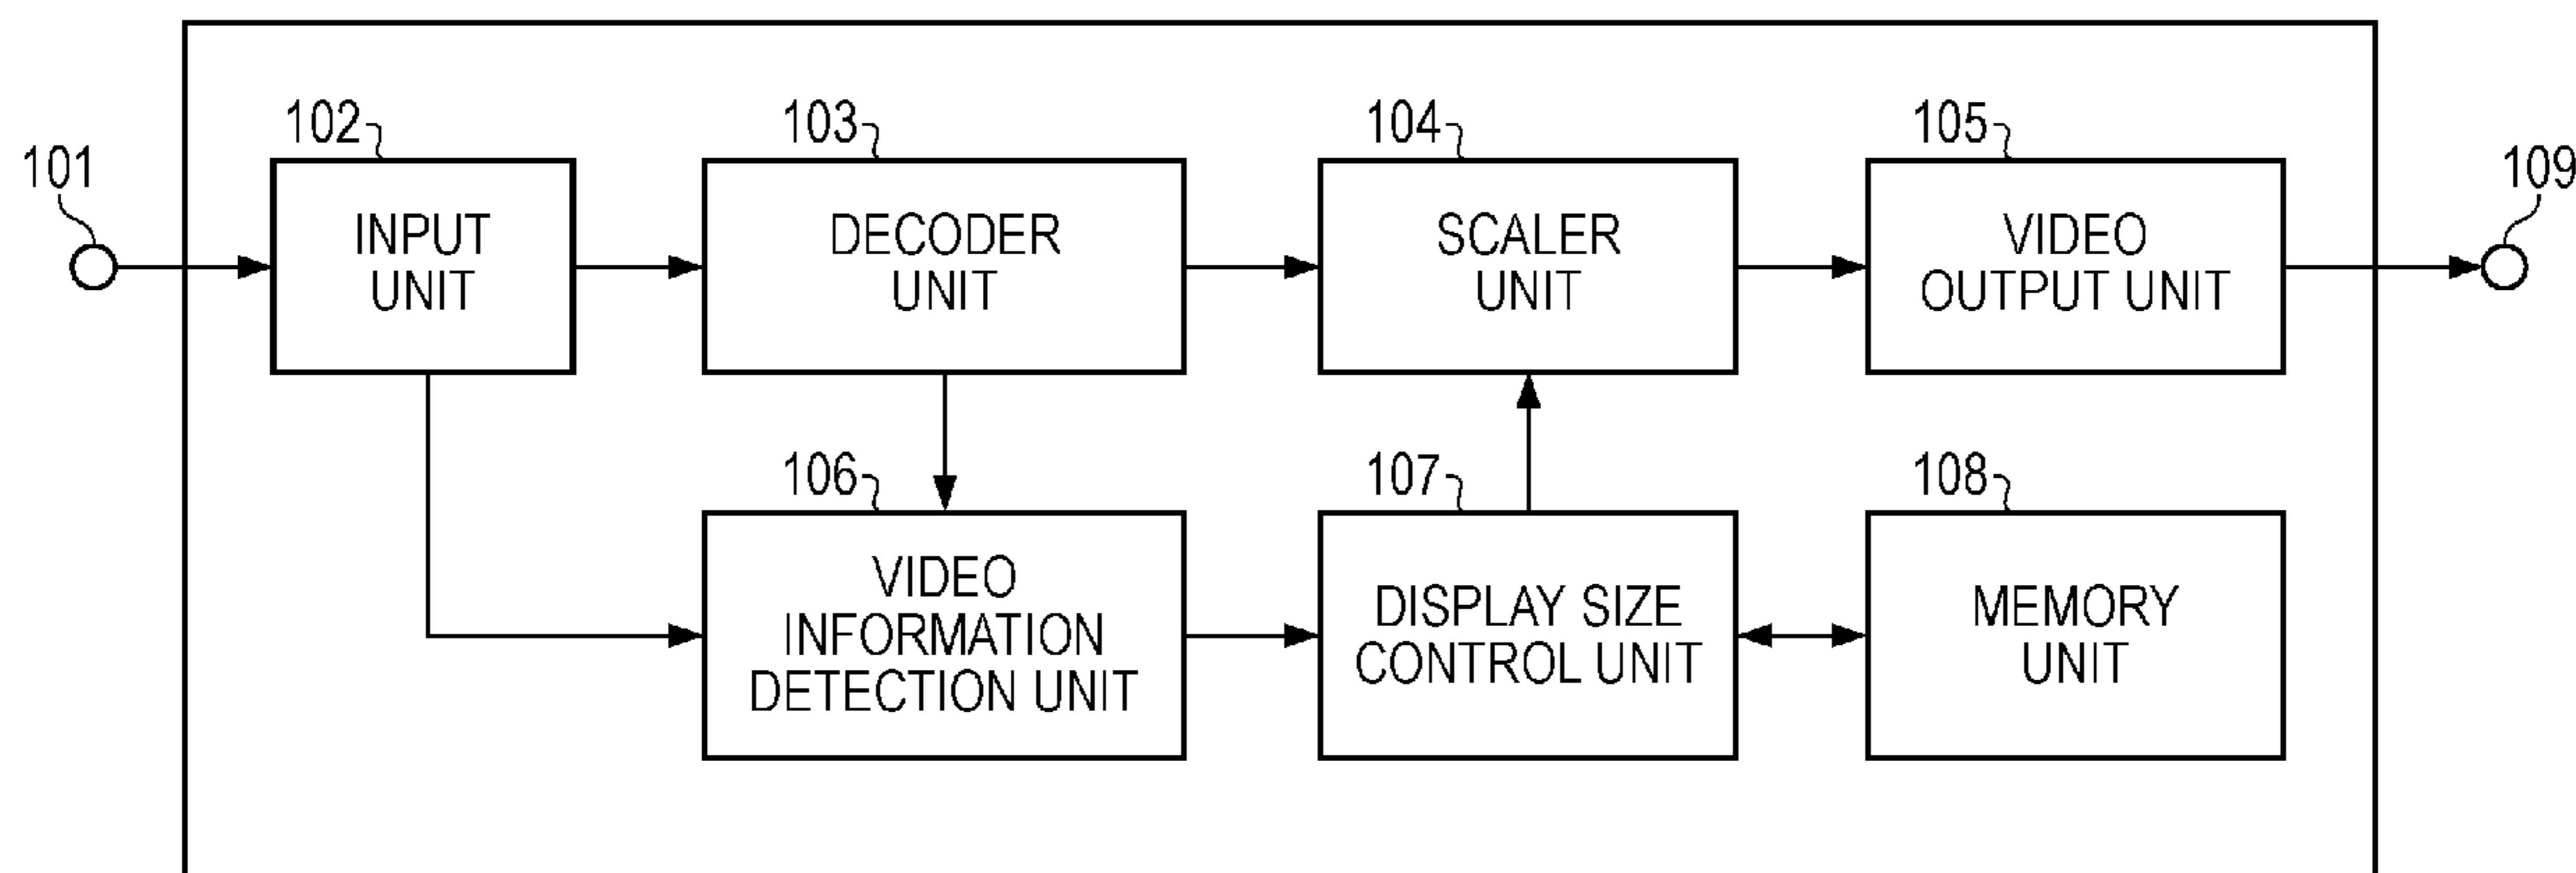 101
102
INPUT
UNIT
103
DECODER
UNIT
104
SCALER
UNIT
105
VIDEO
OUTPUT UNIT
109
106
VIDEO
INFORMATION
DETECTION UNIT
107
DISPLAY SIZE
CONTROL UNIT
108
MEMORY
UNIT